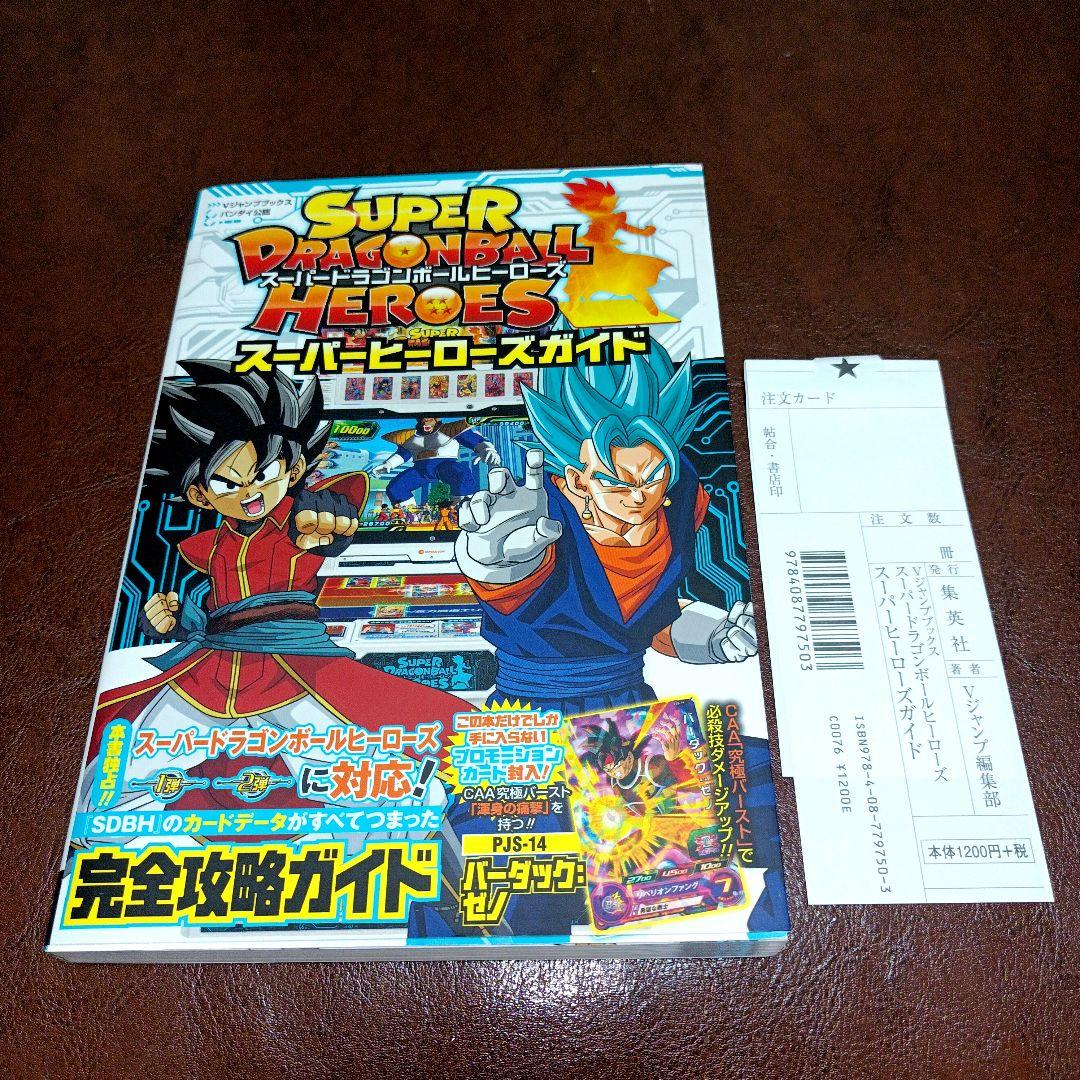 Vジャンプブックス
バンダイ公認
SUPER
DRAGONBALL
スーパードラゴンボールヒーローズ
HEROES
スーパーヒーローズガイド
10000
SUPER
DRAGONBALL
HEROES
本書独占!!
スーパードラゴンボールヒーローズ
1弾
2弾
に対応!
『SDBH』のカードデータがすべてつまった
完全攻略ガイド
この本だけでしか
手に入らない
プロモーション
カード封入!
CAA究極バースト
「渾身の痛撃」を
持つ!!
PJS-14
バーダック:
ゼノ
CAA「究極バースト」で
必殺技ダメージアップ!!
バーダック:ゼノ
2700
4500
1000
リベリオンファング
7
注文カード
帖合・書店印
注文数
冊
発行
集英社
Vジャンプブックス
スーパードラゴンボールヒーローズ
スーパーヒーローズガイド
著者
Vジャンプ編集部
9784087797503
ISBN978-4-08-779750-3
C0076 ¥1200E
本体1200円+税